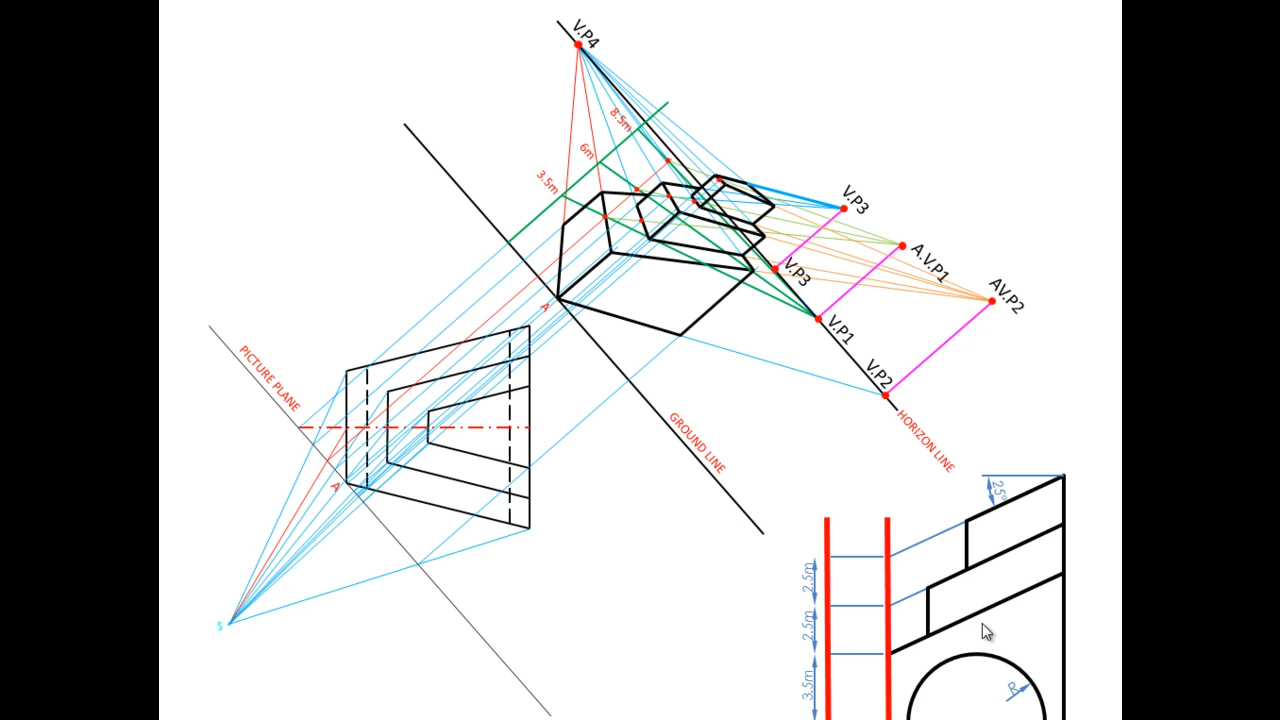 V.P4
8.5m
6m
3.5m
V.P3
A.V.P1
V.P3
AV.P2
A
V.P1
PICTURE PLANE
V.P2
GROUND LINE
HORIZON LINE
A
25°
2.5m
S
2.5m
3.5m
R